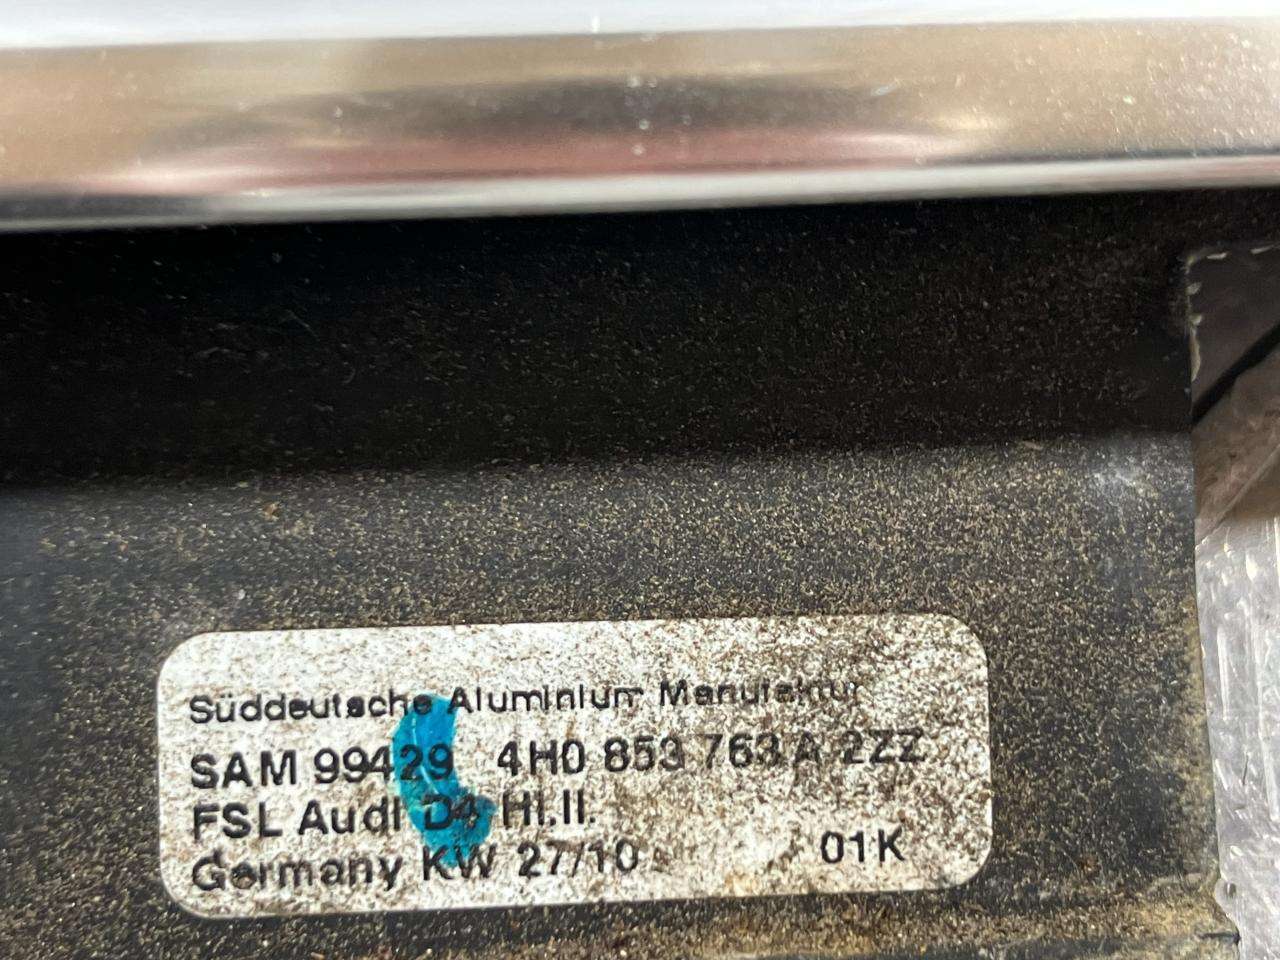 Süddeutsche Aluminium Manufaktur
SAM 99429 4H0 853 763 A 2ZZ
FSL Audi D4 HI.II.
Germany KW 27/10 01K